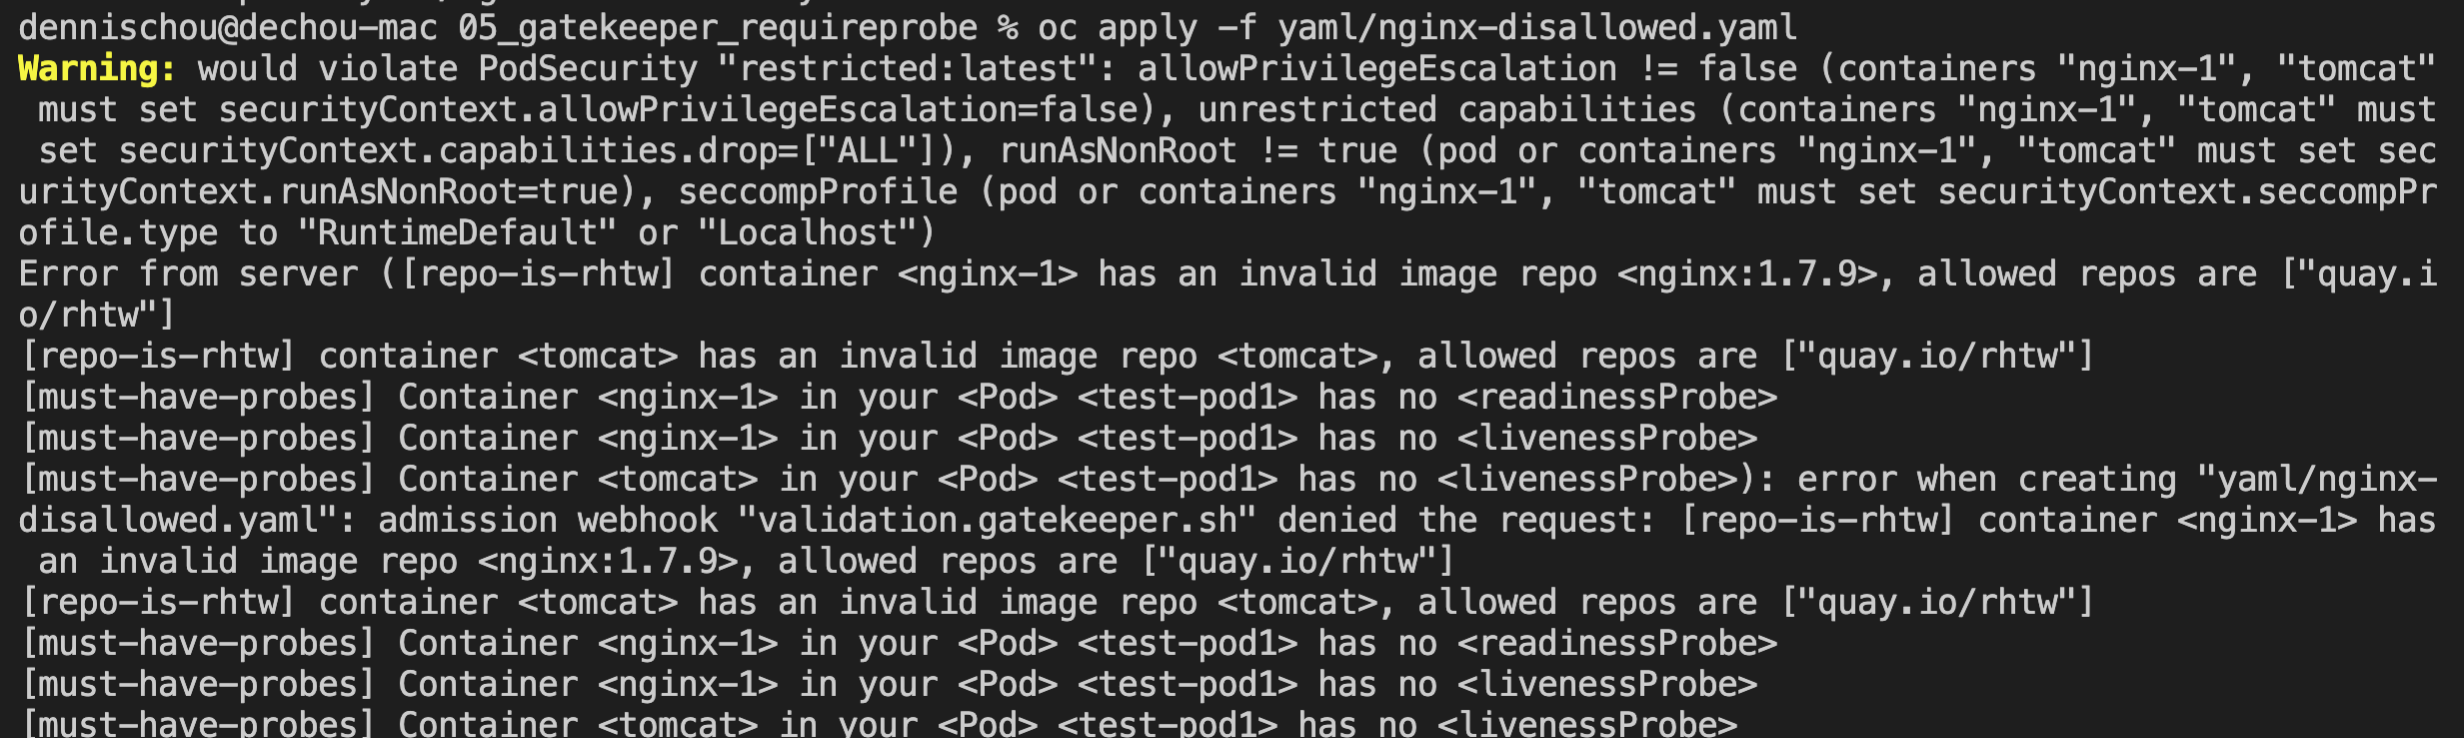 dennischou@dechou-mac 05_gatekeeper_requireprobe % oc apply -f yaml/nginx-disallowed.yaml
Warning: would violate PodSecurity "restricted:latest": allowPrivilegeEscalation != false (containers "nginx-1", "tomcat"
 must set securityContext.allowPrivilegeEscalation=false), unrestricted capabilities (containers "nginx-1", "tomcat" must
 set securityContext.capabilities.drop=["ALL"]), runAsNonRoot != true (pod or containers "nginx-1", "tomcat" must set sec
urityContext.runAsNonRoot=true), seccompProfile (pod or containers "nginx-1", "tomcat" must set securityContext.seccompPr
ofile.type to "RuntimeDefault" or "Localhost")
Error from server ([repo-is-rhtw] container <nginx-1> has an invalid image repo <nginx:1.7.9>, allowed repos are ["quay.i
o/rhtw"]
[repo-is-rhtw] container <tomcat> has an invalid image repo <tomcat>, allowed repos are ["quay.io/rhtw"]
[must-have-probes] Container <nginx-1> in your <Pod> <test-pod1> has no <readinessProbe>
[must-have-probes] Container <nginx-1> in your <Pod> <test-pod1> has no <livenessProbe>
[must-have-probes] Container <tomcat> in your <Pod> <test-pod1> has no <livenessProbe>): error when creating "yaml/nginx-
disallowed.yaml": admission webhook "validation.gatekeeper.sh" denied the request: [repo-is-rhtw] container <nginx-1> has
 an invalid image repo <nginx:1.7.9>, allowed repos are ["quay.io/rhtw"]
[repo-is-rhtw] container <tomcat> has an invalid image repo <tomcat>, allowed repos are ["quay.io/rhtw"]
[must-have-probes] Container <nginx-1> in your <Pod> <test-pod1> has no <readinessProbe>
[must-have-probes] Container <nginx-1> in your <Pod> <test-pod1> has no <livenessProbe>
[must-have-probes] Container <tomcat> in your <Pod> <test-pod1> has no <livenessProbe>